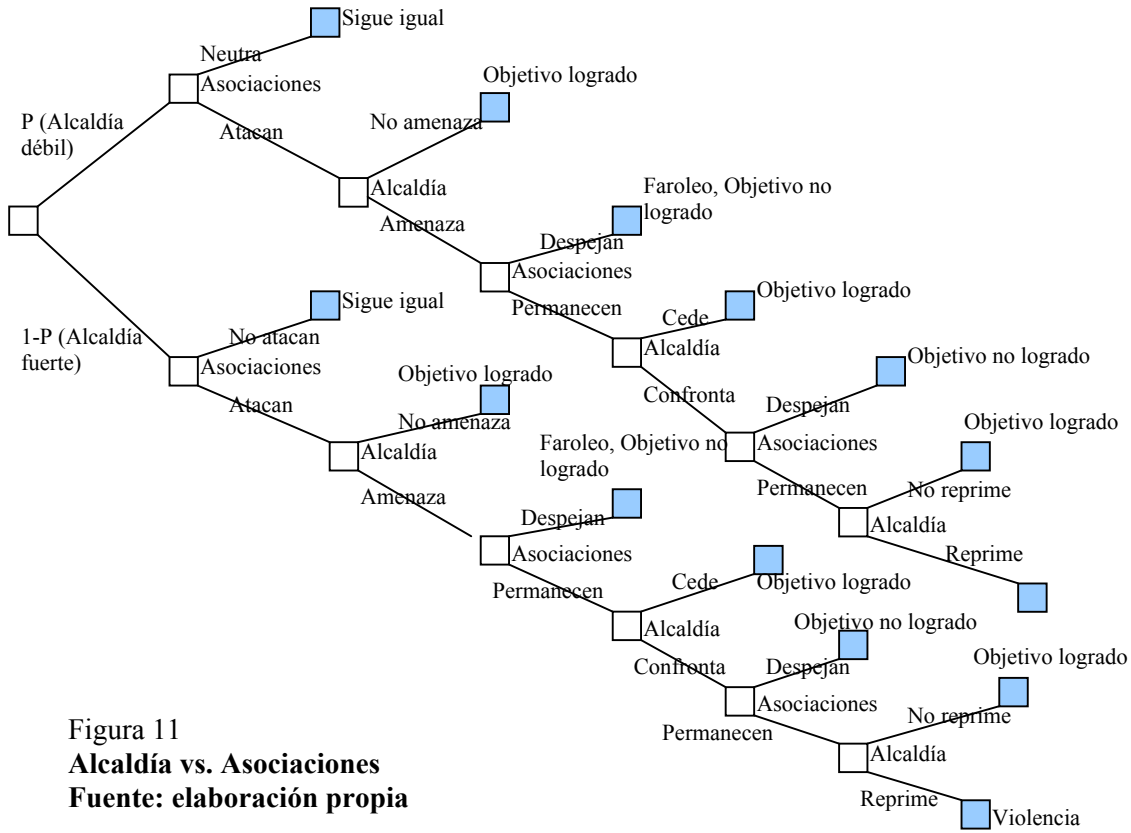 Sigue igual
Neutra
Asociaciones
Objetivo logrado
P (Alcaldía
débil)
Atacan
No amenaza
Alcaldía
Faroleo, Objetivo no
logrado
Amenaza
Despejan
Asociaciones
Permanecen
Objetivo logrado
Cede
Alcaldía
Objetivo no logrado
Confronta
Despejan
Asociaciones
Objetivo logrado
Permanecen
No reprime
Alcaldía
Reprime
1-P (Alcaldía
fuerte)
Sigue igual
No atacan
Asociaciones
Objetivo logrado
Atacan
No amenaza
Alcaldía
Faroleo, Objetivo no
logrado
Amenaza
Despejan
Asociaciones
Permanecen
Cede
Objetivo logrado
Alcaldía
Objetivo no logrado
Confronta
Despejan
Asociaciones
Objetivo logrado
Permanecen
No reprime
Alcaldía
Reprime
Violencia
Figura 11
Alcaldía vs. Asociaciones
Fuente: elaboración propia